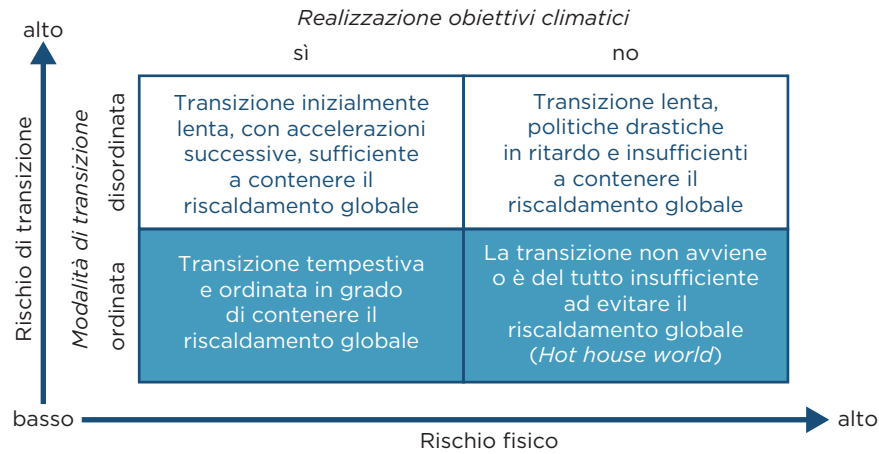 Realizzazione obiettivi climatici
alto
sì
no
Rischio di transizione
Modalità di transizione
disordinata
Transizione inizialmente
lenta, con accelerazioni
successive, sufficiente
a contenere il
riscaldamento globale
Transizione lenta,
politiche drastiche
in ritardo e insufficienti
a contenere il
riscaldamento globale
ordinata
Transizione tempestiva
e ordinata in grado
di contenere il
riscaldamento globale
La transizione non avviene
o è del tutto insufficiente
ad evitare il
riscaldamento globale
(Hot house world)
basso
alto
Rischio fisico